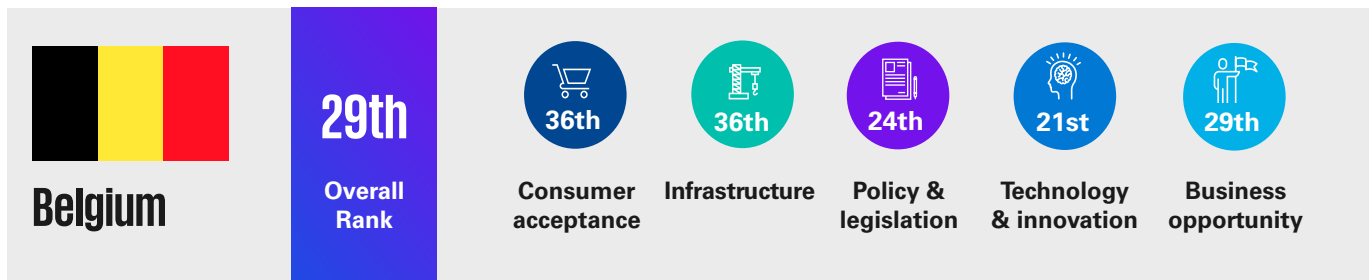 Belgium
29th
Overall
Rank
36th
Consumer
acceptance
36th
Infrastructure
24th
Policy &
legislation
21st
Technology
& innovation
29th
Business
opportunity